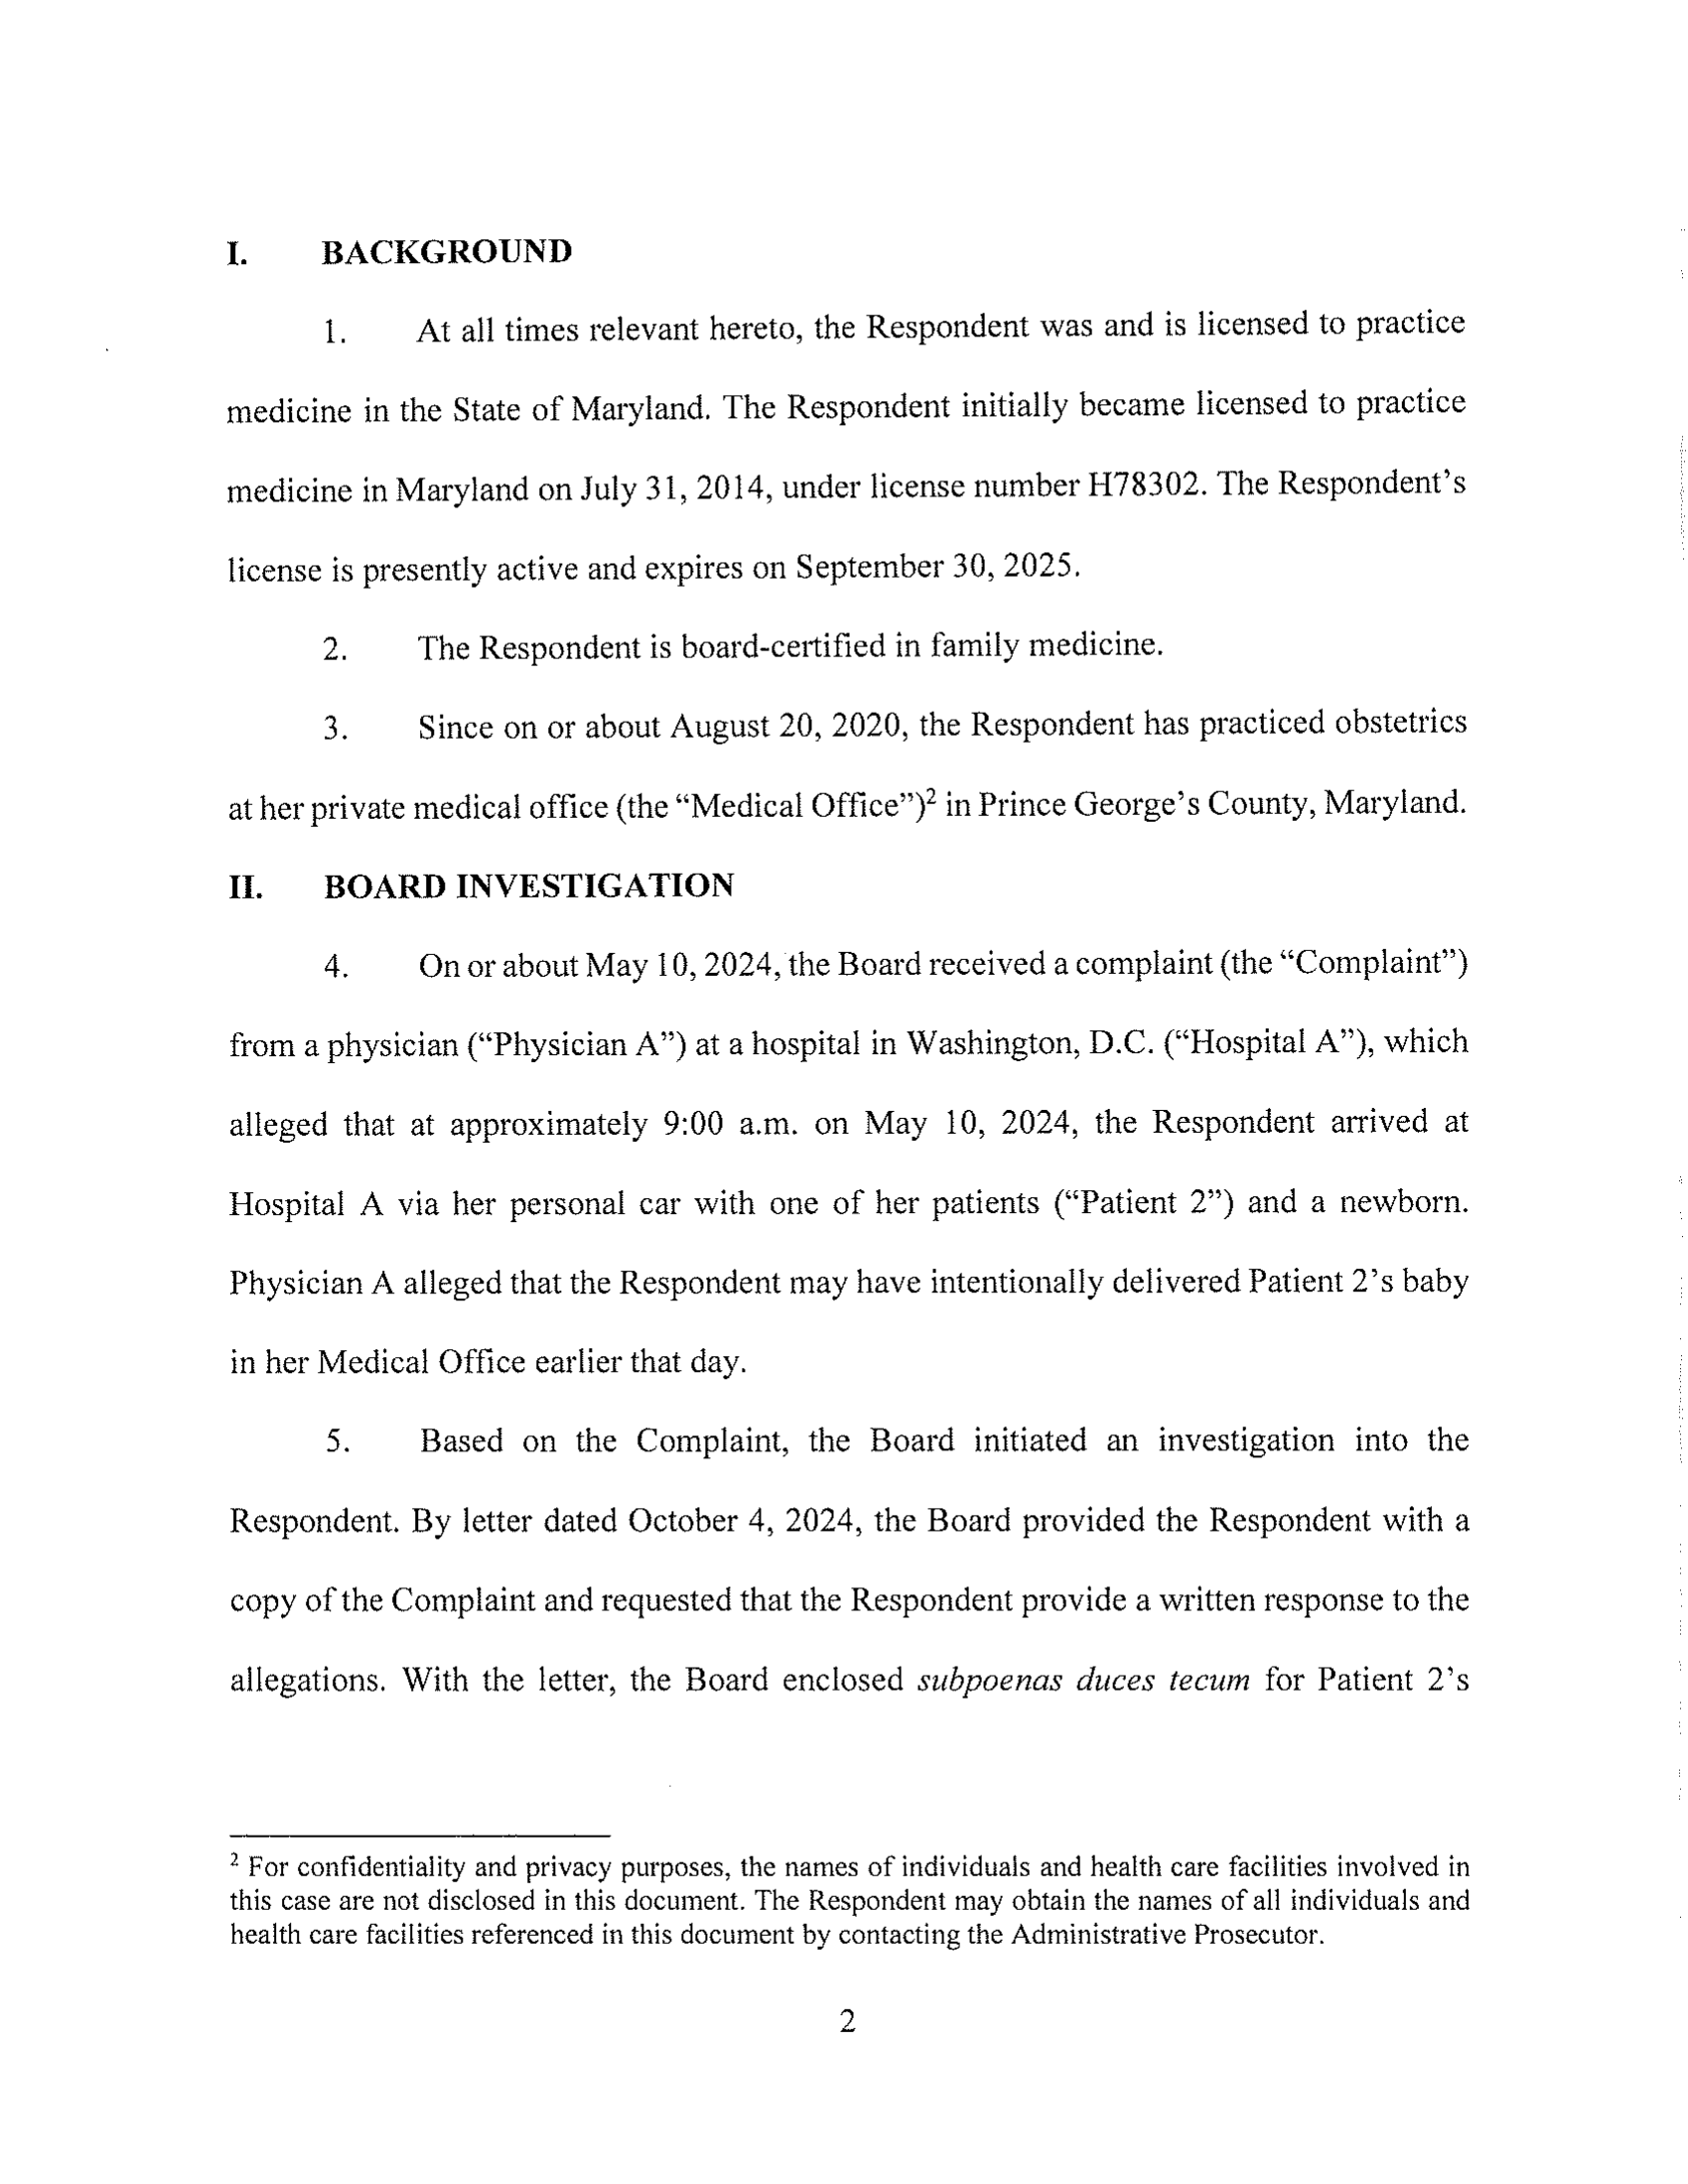 I. BACKGROUND
1. At all times relevant hereto, the Respondent was and is licensed to practice
medicine in the State of Maryland. The Respondent initially became licensed to practice
medicine in Maryland on July 31, 2014, under license number H78302. The Respondent's
license is presently active and expires on September 30, 2025.
2. The Respondent is board-certified in family medicine.
3. Since on or about August 20, 2020, the Respondent has practiced obstetrics
at her private medical office (the “Medical Office”)² in Prince George's County, Maryland.
II. BOARD INVESTIGATION
4. On or about May 10, 2024, the Board received a complaint (the “Complaint”)
from a physician (“Physician A”) at a hospital in Washington, D.C. (“Hospital A”), which
alleged that at approximately 9:00 a.m. on May 10, 2024, the Respondent arrived at
Hospital A via her personal car with one of her patients (“Patient 2”) and a newborn.
Physician A alleged that the Respondent may have intentionally delivered Patient 2's baby
in her Medical Office earlier that day.
5. Based on the Complaint, the Board initiated an investigation into the
Respondent. By letter dated October 4, 2024, the Board provided the Respondent with a
copy of the Complaint and requested that the Respondent provide a written response to the
allegations. With the letter, the Board enclosed subpoenas duces tecum for Patient 2's
² For confidentiality and privacy purposes, the names of individuals and health care facilities involved in
this case are not disclosed in this document. The Respondent may obtain the names of all individuals and
health care facilities referenced in this document by contacting the Administrative Prosecutor.
2